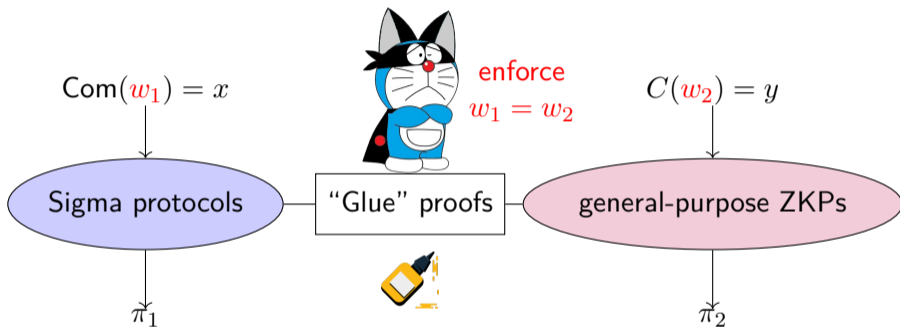 enforce
Com(w₁) = x
w₁ = w₂
C(w₂) = y
Sigma protocols
“Glue” proofs
general-purpose ZKPs
π₁
π₂